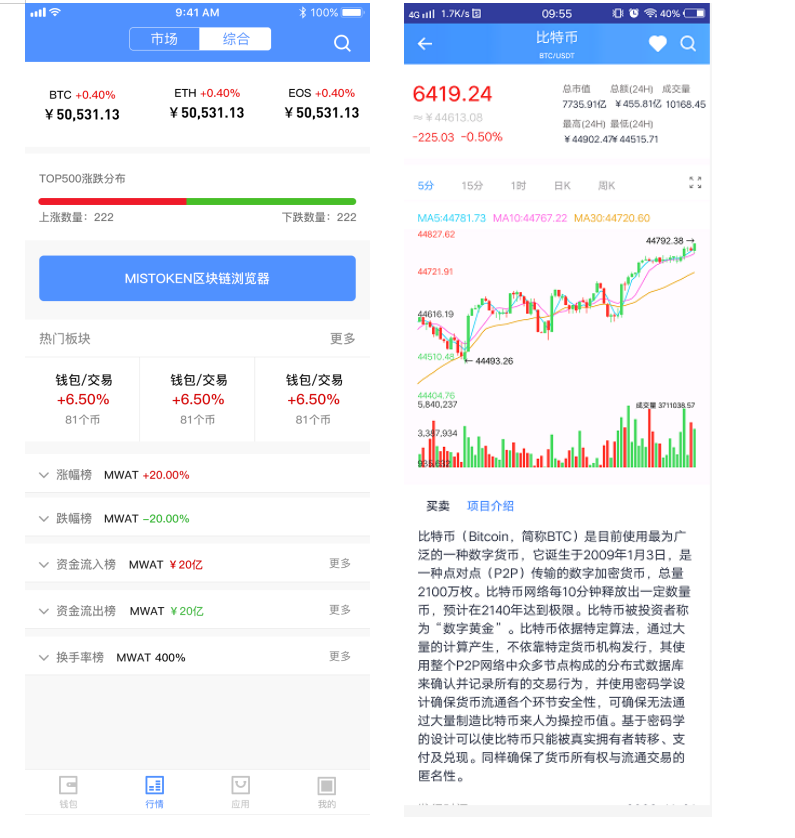 9:41 AM 100%
市场 综合
BTC +0.40% ETH +0.40% EOS +0.40%
￥50,531.13 ￥50,531.13 ￥50,531.13
TOP500涨跌分布
上涨数量：222 下跌数量：222
MISTOKEN区块链浏览器
热门板块 更多
钱包/交易 钱包/交易 钱包/交易
+6.50% +6.50% +6.50%
81个币 81个币 81个币
涨幅榜 MWAT +20.00%
跌幅榜 MWAT −20.00%
资金流入榜 MWAT ￥20亿 更多
资金流出榜 MWAT ￥20亿 更多
换手率榜 MWAT 400% 更多
钱包 行情 应用 我的
4G 1.7K/s 09:55 40%
比特币
BTC/USDT
6419.24
≈￥44613.08
-225.03 -0.50%
总市值 总额(24H) 成交量
7735.91亿 ￥455.81亿 10168.45
最高(24H) 最低(24H)
￥44902.47 ￥44515.71
5分 15分 1时 日K 周K
MA5:44781.73 MA10:44767.22 MA30:44720.60
44827.62
44792.38
44721.91
44616.19
44510.48
44493.26
44404.76
5,840,237
成交量 3711038.57
3,387,934
935,632
买卖 项目介绍
比特币（Bitcoin，简称BTC）是目前使用最为广
泛的一种数字货币，它诞生于2009年1月3日，是
一种点对点（P2P）传输的数字加密货币，总量
2100万枚。比特币网络每10分钟释放出一定数量
币，预计在2140年达到极限。比特币被投资者称
为“数字黄金”。比特币依据特定算法，通过大
量的计算产生，不依靠特定货币机构发行，其使
用整个P2P网络中众多节点构成的分布式数据库
来确认并记录所有的交易行为，并使用密码学设
计确保货币流通各个环节安全性，可确保无法通
过大量制造比特币来人为操控币值。基于密码学
的设计可以使比特币只能被真实拥有者转移、支
付及兑现。同样确保了货币所有权与流通交易的
匿名性。